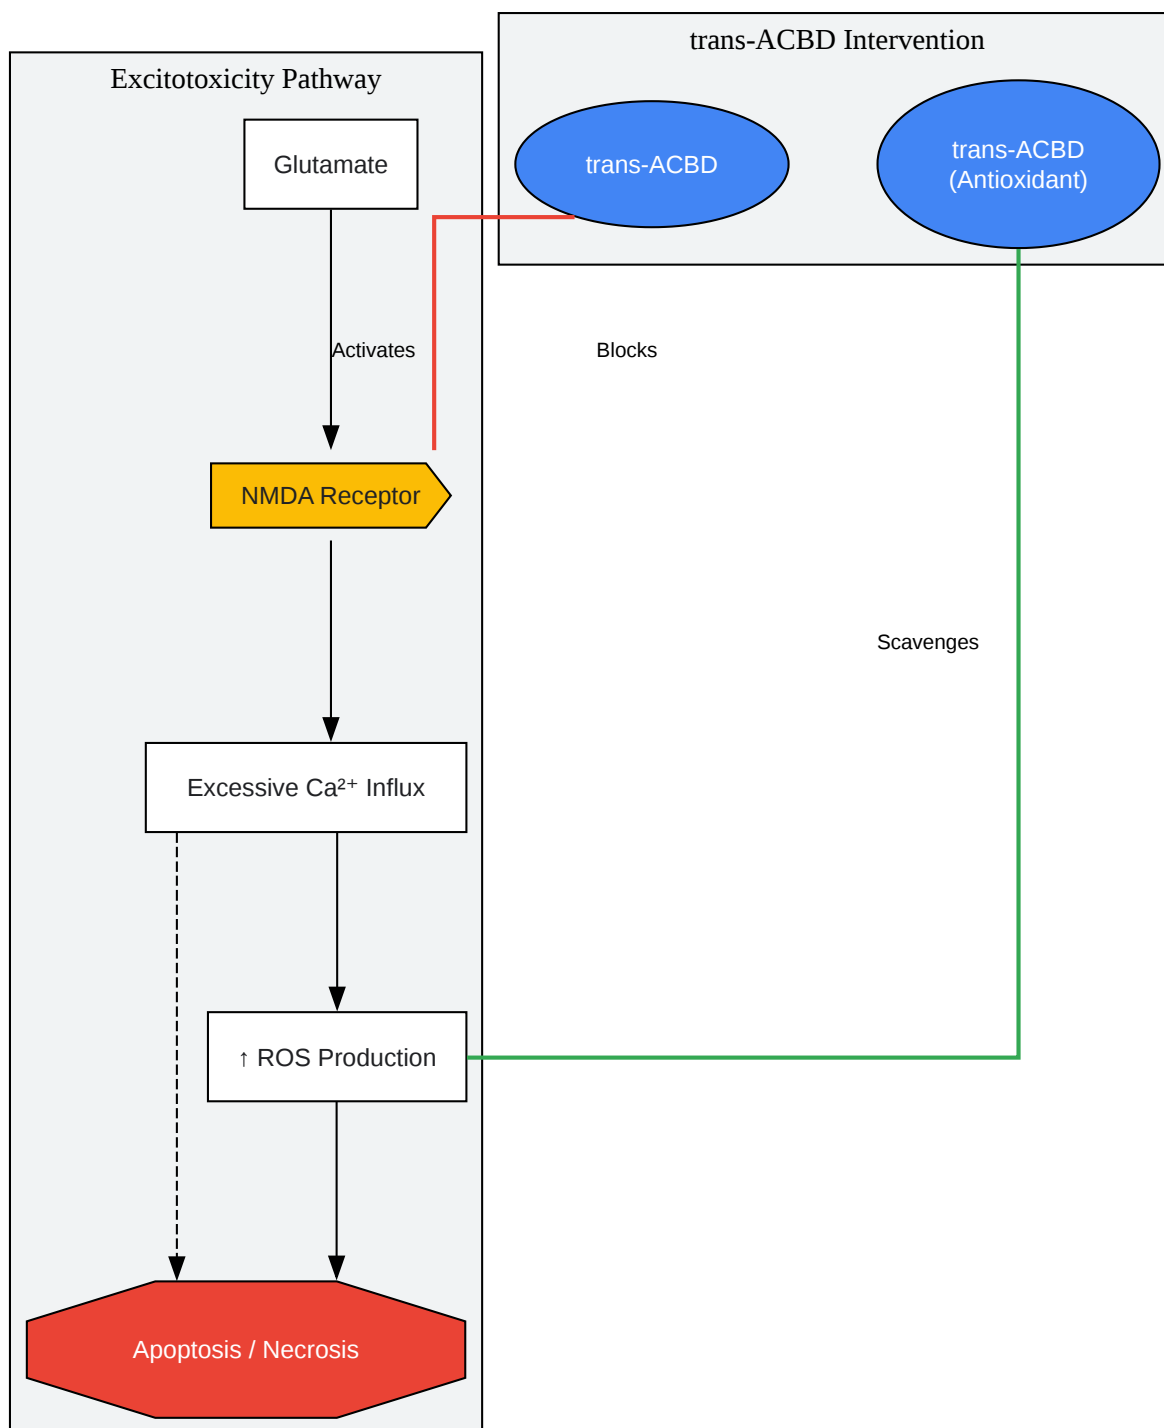 trans-ACBD Intervention
Excitotoxicity Pathway
Glutamate
trans-ACBD
trans-ACBD
(Antioxidant)
Activates
Blocks
NMDA Receptor
Scavenges
Excessive Ca²⁺ Influx
↑ ROS Production
Apoptosis / Necrosis